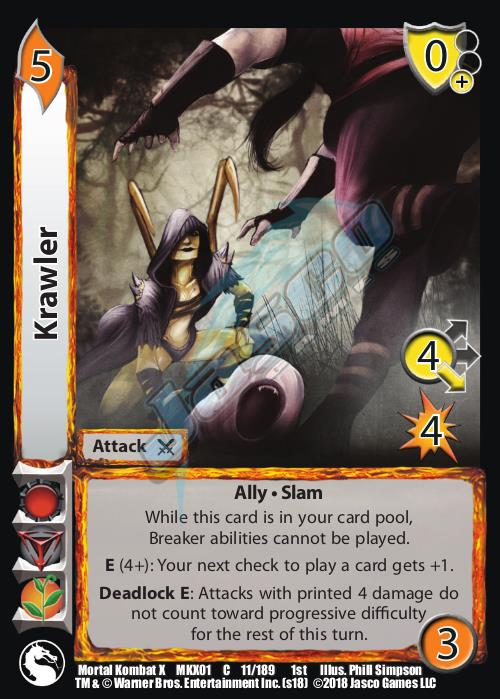 5
0
+
Krawler
4
4
Attack
Ally • Slam
While this card is in your card pool,
Breaker abilities cannot be played.
E (4+): Your next check to play a card gets +1.
Deadlock E: Attacks with printed 4 damage do
not count toward progressive difficulty
for the rest of this turn.
3
Mortal Kombat X MKX01 C 11/189 1st Illus. Phill Simpson
TM & © Warner Bros. Entertainment Inc. (s18) ©2018 Jasco Games LLC